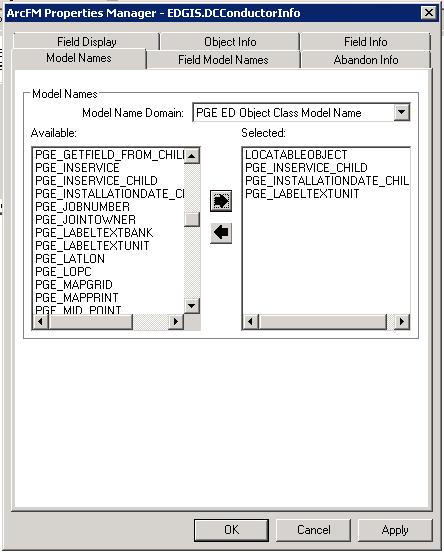 ArcFM Properties Manager - EDGIS.DCConductorInfo
Field Display
Object Info
Field Info
Model Names
Field Model Names
Abandon Info
Model Names
Model Name Domain: PGE ED Object Class Model Name
Available:
PGE_GETFIELD_FROM_CHIL
PGE_INSERVICE
PGE_INSERVICE_CHILD
PGE_INSTALLATIONDATE_CI
PGE_JOBNUMBER
PGE_JOINTOWNER
PGE_LABELTEXTBANK
PGE_LABELTEXTUNIT
PGE_LATLON
PGE_LOPC
PGE_MAPGRID
PGE_MAPPRINT
PGE_MID_POINT
Selected:
LOCATABLEOBJECT
PGE_INSERVICE_CHILD
PGE_INSTALLATIONDATE_CHIL
PGE_LABELTEXTUNIT
OK
Cancel
Apply